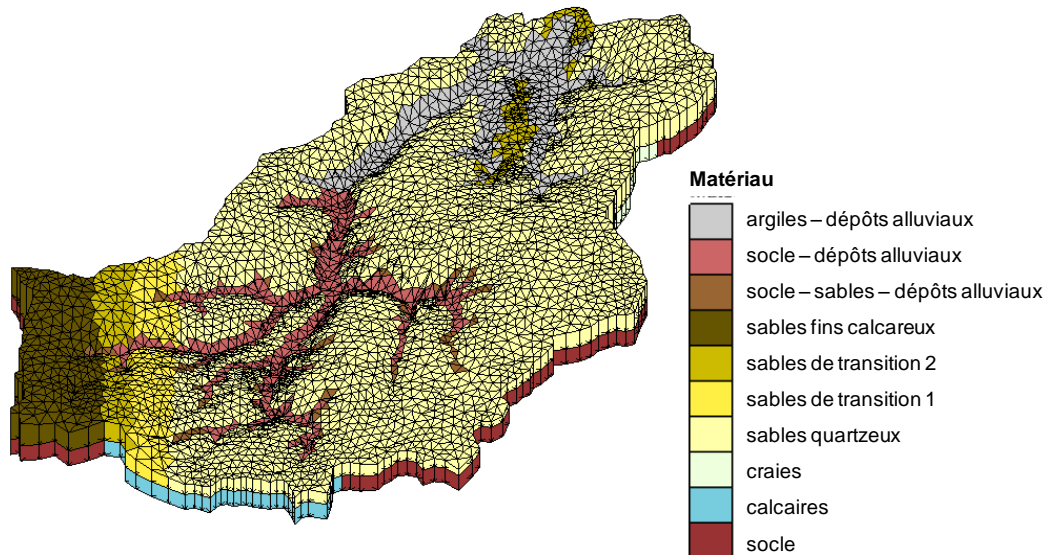 Matériau
argiles – dépôts alluviaux
socle – dépôts alluviaux
socle – sables – dépôts alluviaux
sables fins calcareux
sables de transition 2
sables de transition 1
sables quartzeux
craies
calcaires
socle